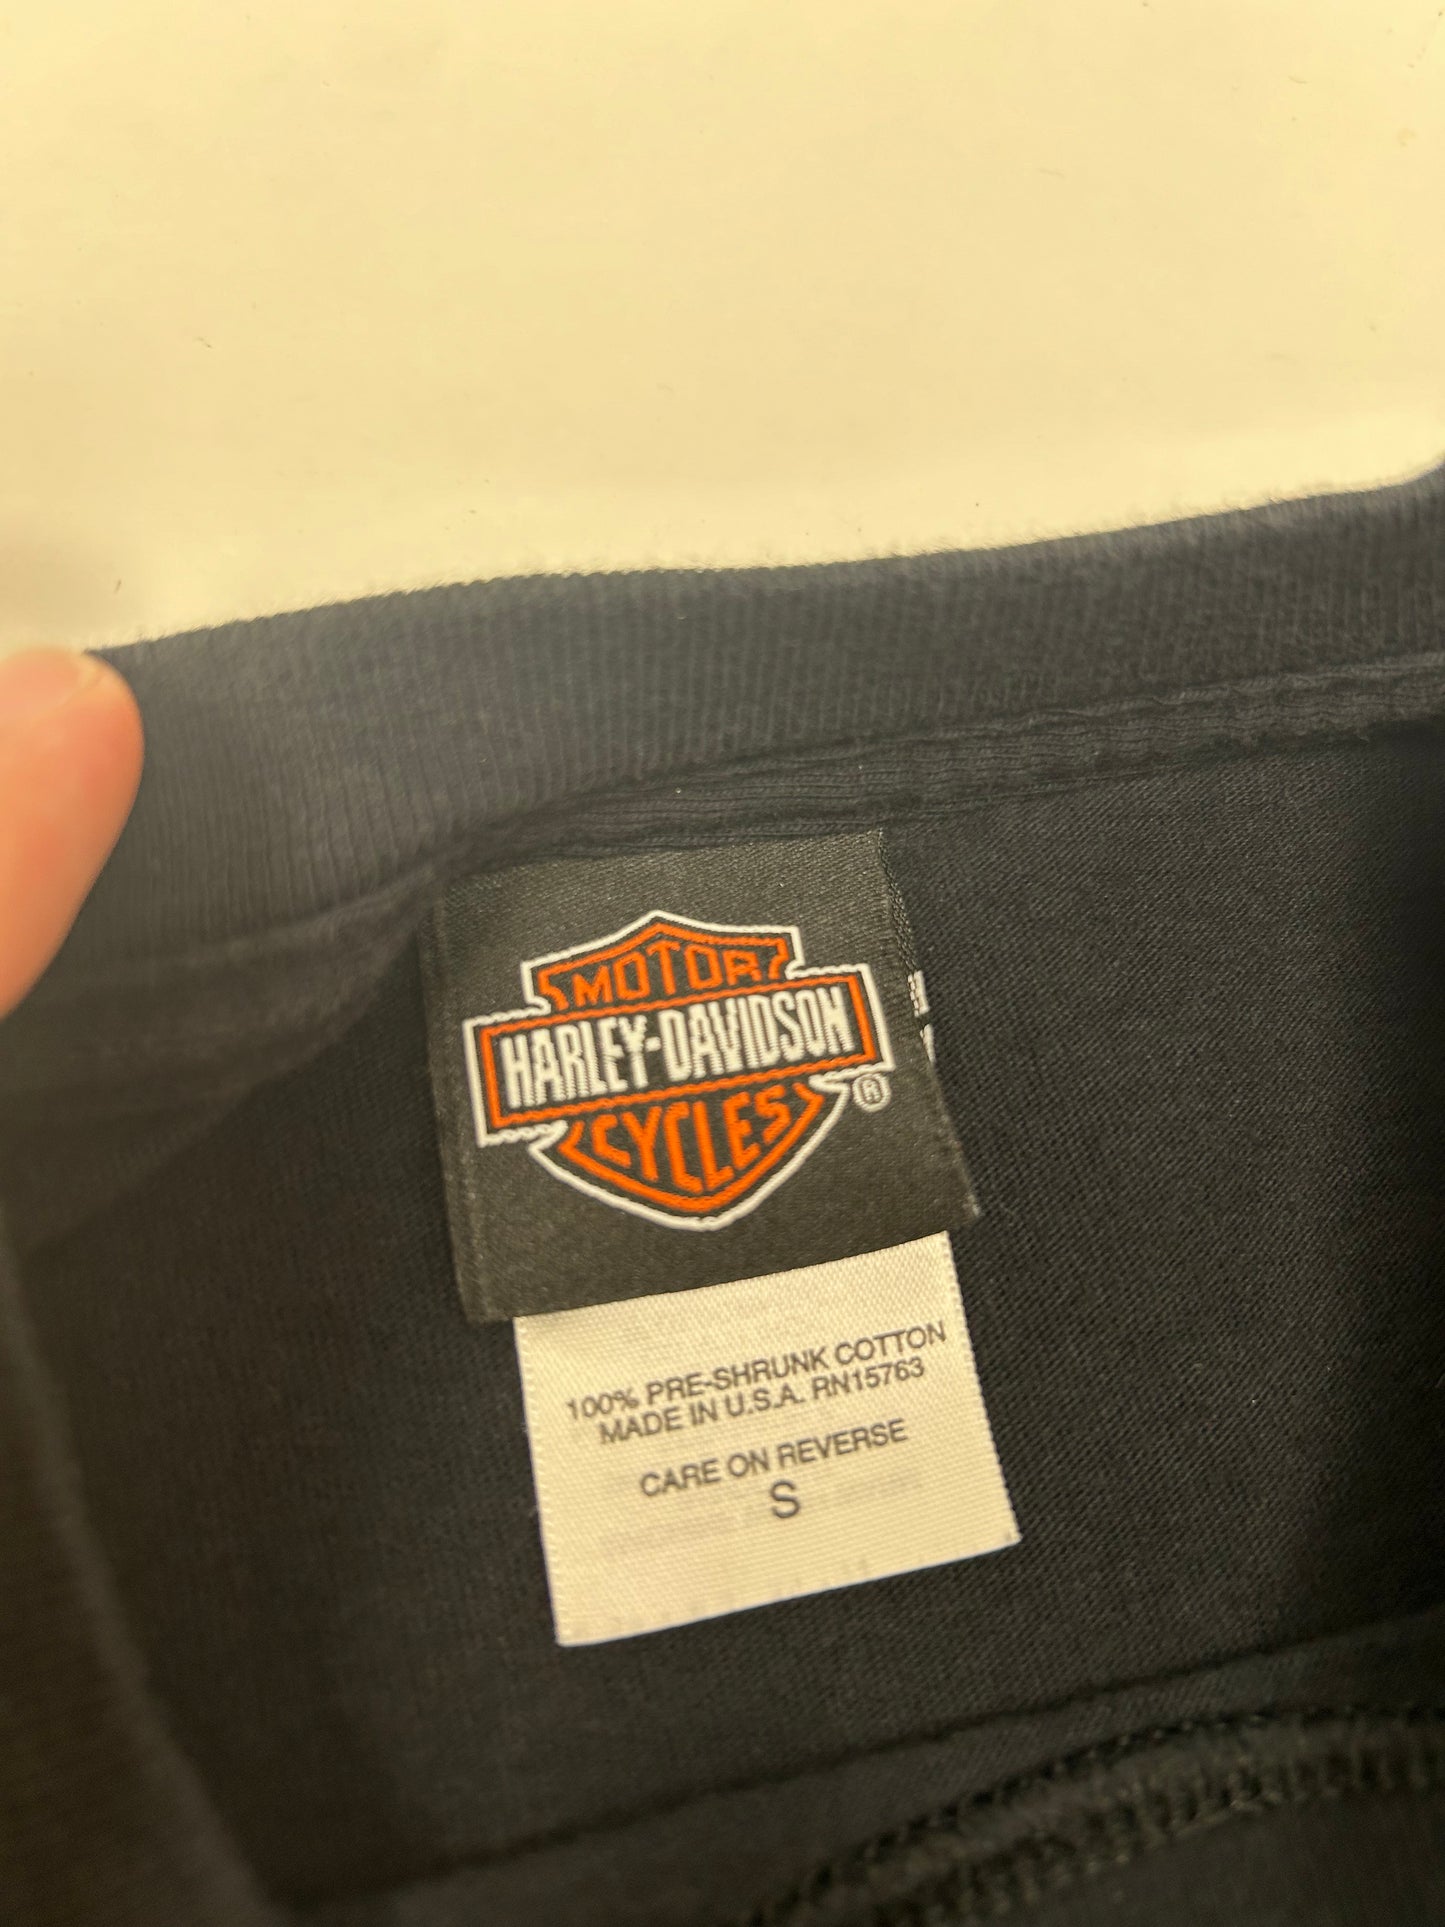 MOTOR
HARLEY-DAVIDSON
CYCLES
®
100% PRE-SHRUNK COTTON
MADE IN U.S.A. RN15763
CARE ON REVERSE
S